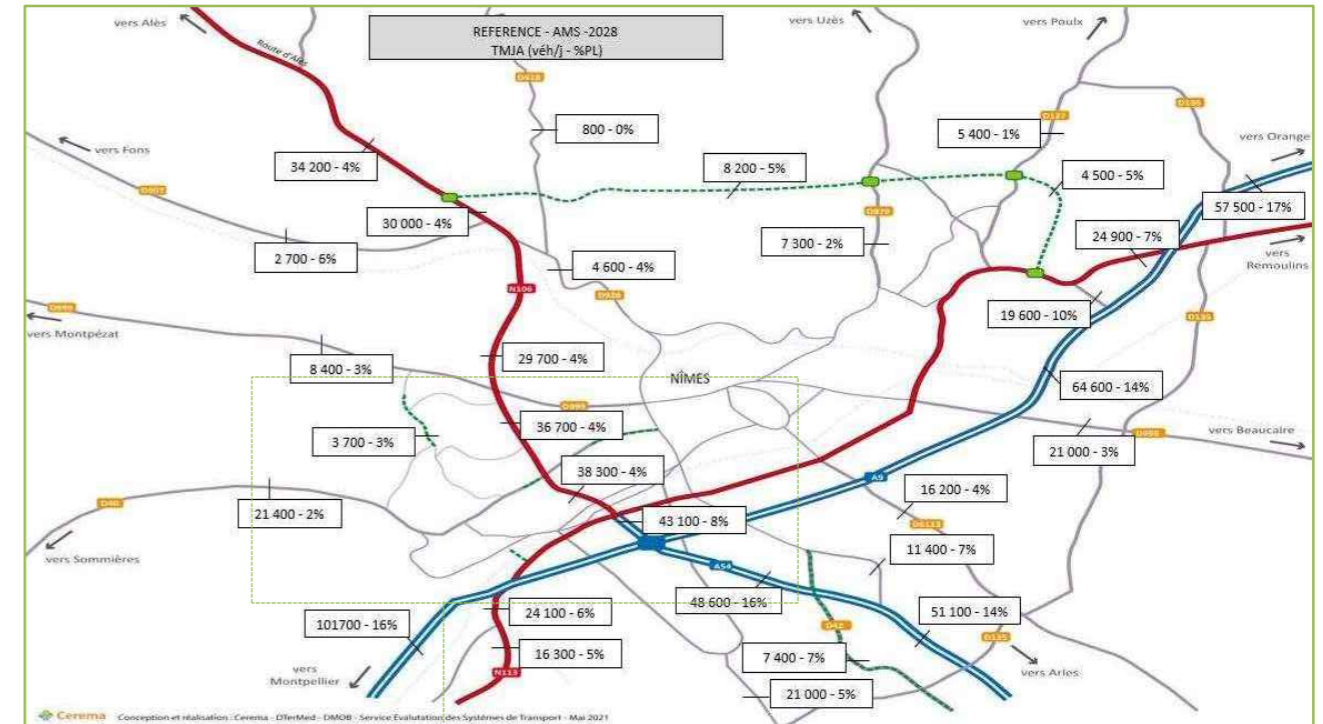 vers Alès
REFERENCE - AMS -2028
TMJA (véh/j - %PL)
vers Uzès
vers Poulx
Route d'Alès
vers Fons
800 - 0%
5 400 - 1%
D135
vers Orange
34 200 - 4%
8 200 - 5%
4 500 - 5%
57 500 - 17%
30 000 - 4%
D979
7 300 - 2%
24 900 - 7%
vers
Remoulins
2 700 - 6%
4 600 - 4%
N106
D926
19 600 - 10%
D135
vers Montpézat
8 400 - 3%
29 700 - 4%
NÎMES
64 600 - 14%
D999
36 700 - 4%
3 700 - 3%
vers Beaucaire
21 000 - 3%
38 300 - 4%
A9
16 200 - 4%
D40
21 400 - 2%
43 100 - 8%
D6113
vers Sommières
11 400 - 7%
A54
48 600 - 16%
24 100 - 6%
51 100 - 14%
101700 - 16%
D42
D135
16 300 - 5%
7 400 - 7%
vers
Montpellier
N113
vers Arles
21 000 - 5%
Cerema Conception et réalisation : Cerema - DTerMed - DMOB - Service Evalutation des Systèmes de Transport - Mai 2021